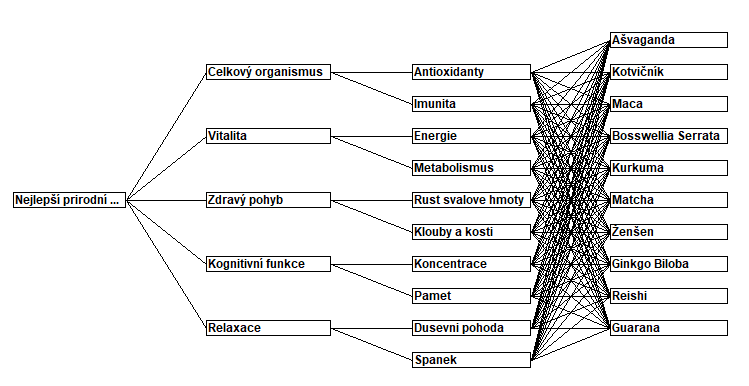 Ašvaganda
Celkový organismus
Antioxidanty
Kotvičník
Imunita
Maca
Vitalita
Energie
Bosswellia Serrata
Metabolismus
Kurkuma
Nejlepší prirodní ...
Zdravý pohyb
Rust svalove hmoty
Matcha
Klouby a kosti
Ženšen
Kognitivní funkce
Koncentrace
Ginkgo Biloba
Pamet
Reishi
Relaxace
Dusevni pohoda
Guarana
Spanek